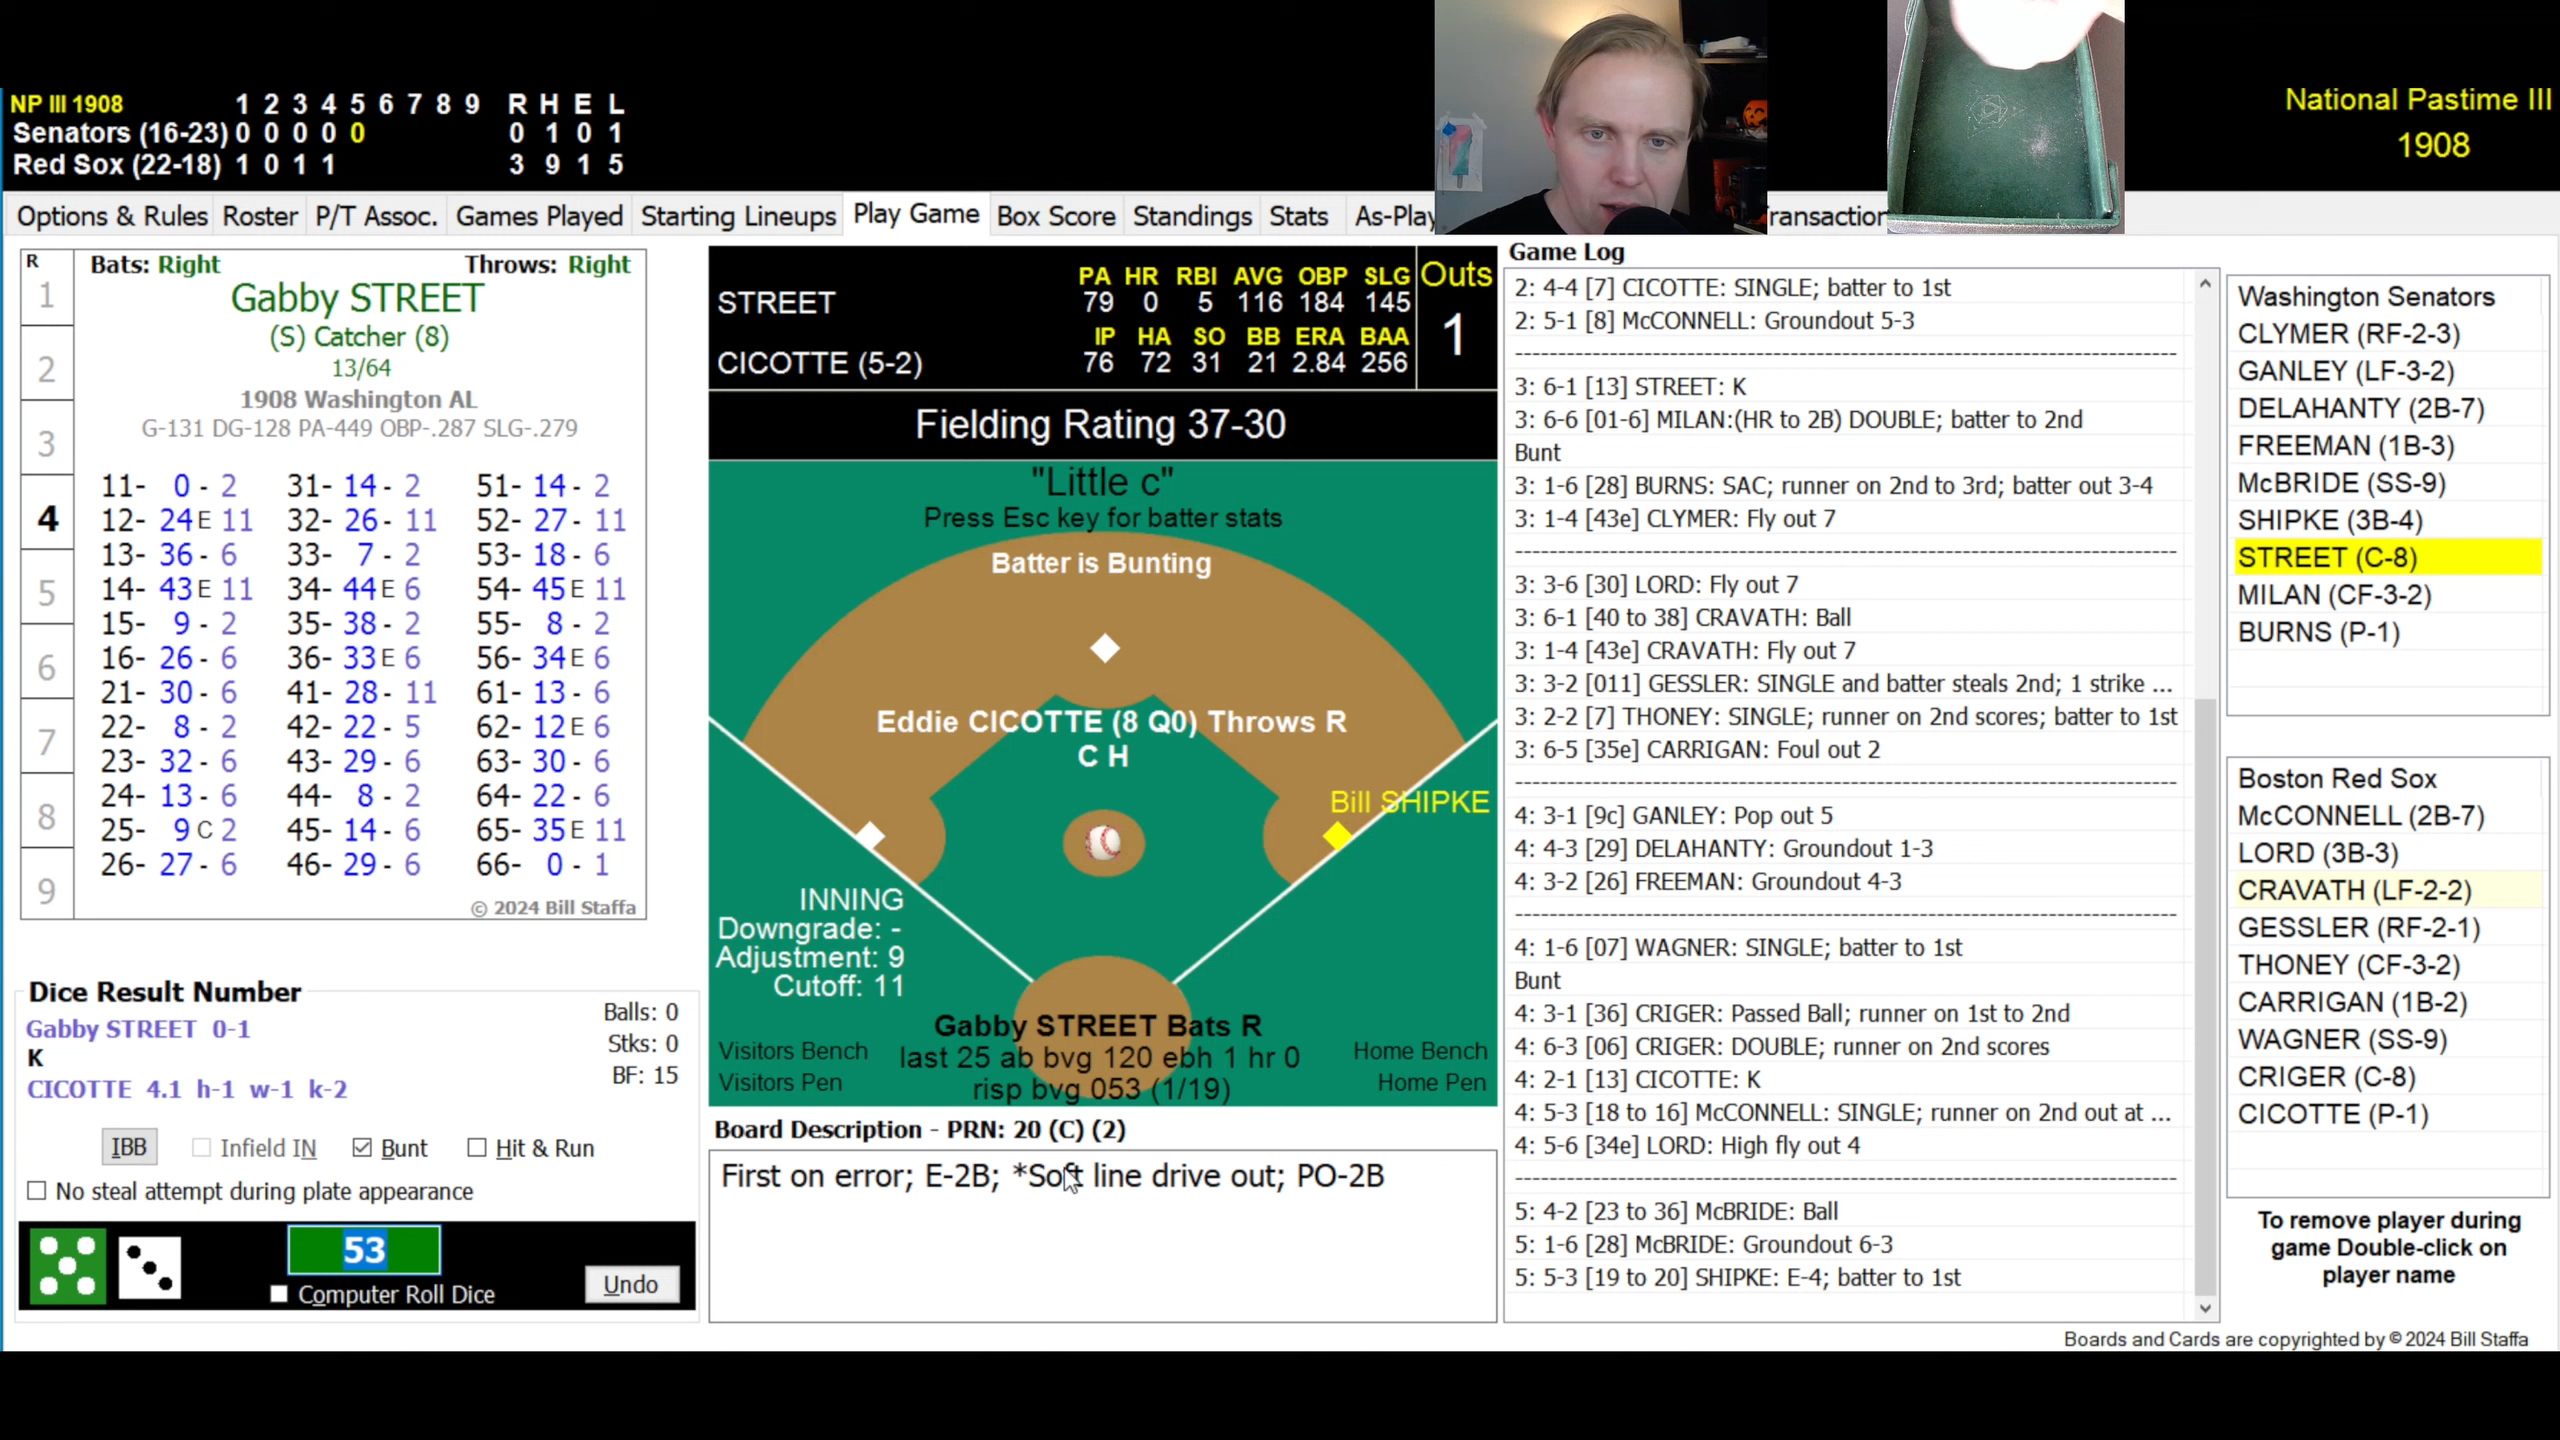 NP III 1908 1 2 3 4 5 6 7 8 9 R H E L
Senators (16-23) 0 0 0 0 0 0 1 0 1
Red Sox (22-18) 1 0 1 1 3 9 1 5
National Pastime III
1908
Options & Rules Roster P/T Assoc. Games Played Starting Lineups Play Game Box Score Standings Stats As-Play
R
1
2
3
4
5
6
7
8
9
Bats: Right Throws: Right
Gabby STREET
(S) Catcher (8)
13/64
1908 Washington AL
G-131 DG-128 PA-449 OBP-.287 SLG-.279
11- 0 - 2 31- 14 - 2 51- 14 - 2
12- 24 E 11 32- 26 - 11 52- 27 - 11
13- 36 - 6 33- 7 - 2 53- 18 - 6
14- 43 E 11 34- 44 E 6 54- 45 E 11
15- 9 - 2 35- 38 - 2 55- 8 - 2
16- 26 - 6 36- 33 E 6 56- 34 E 6
21- 30 - 6 41- 28 - 11 61- 13 - 6
22- 8 - 2 42- 22 - 5 62- 12 E 6
23- 32 - 6 43- 29 - 6 63- 30 - 6
24- 13 - 6 44- 8 - 2 64- 22 - 6
25- 9 C 2 45- 14 - 6 65- 35 E 11
26- 27 - 6 46- 29 - 6 66- 0 - 1
© 2024 Bill Staffa
Dice Result Number
Gabby STREET 0-1
K
CICOTTE 4.1 h-1 w-1 k-2
Balls: 0
Stks: 0
BF: 15
IBB Infield IN Bunt Hit & Run
No steal attempt during plate appearance
53
Computer Roll Dice
Undo
PA HR RBI AVG OBP SLG
STREET 79 0 5 116 184 145
IP HA SO BB ERA BAA
CICOTTE (5-2) 76 72 31 21 2.84 256
Outs
1
Fielding Rating 37-30
"Little c"
Press Esc key for batter stats
Batter is Bunting
Eddie CICOTTE (8 Q0) Throws R
C H
Bill SHIPKE
INNING
Downgrade: -
Adjustment: 9
Cutoff: 11
Gabby STREET Bats R
last 25 ab bvg 120 ebh 1 hr 0
risp bvg 053 (1/19)
Visitors Bench
Visitors Pen
Home Bench
Home Pen
Board Description - PRN: 20 (C) (2)
First on error; E-2B; *Soft line drive out; PO-2B
Game Log
2: 4-4 [7] CICOTTE: SINGLE; batter to 1st
2: 5-1 [8] McCONNELL: Groundout 5-3
3: 6-1 [13] STREET: K
3: 6-6 [01-6] MILAN:(HR to 2B) DOUBLE; batter to 2nd
Bunt
3: 1-6 [28] BURNS: SAC; runner on 2nd to 3rd; batter out 3-4
3: 1-4 [43e] CLYMER: Fly out 7
3: 3-6 [30] LORD: Fly out 7
3: 6-1 [40 to 38] CRAVATH: Ball
3: 1-4 [43e] CRAVATH: Fly out 7
3: 3-2 [011] GESSLER: SINGLE and batter steals 2nd; 1 strike ...
3: 2-2 [7] THONEY: SINGLE; runner on 2nd scores; batter to 1st
3: 6-5 [35e] CARRIGAN: Foul out 2
4: 3-1 [9c] GANLEY: Pop out 5
4: 4-3 [29] DELAHANTY: Groundout 1-3
4: 3-2 [26] FREEMAN: Groundout 4-3
4: 1-6 [07] WAGNER: SINGLE; batter to 1st
Bunt
4: 3-1 [36] CRIGER: Passed Ball; runner on 1st to 2nd
4: 6-3 [06] CRIGER: DOUBLE; runner on 2nd scores
4: 2-1 [13] CICOTTE: K
4: 5-3 [18 to 16] McCONNELL: SINGLE; runner on 2nd out at ...
4: 5-6 [34e] LORD: High fly out 4
5: 4-2 [23 to 36] McBRIDE: Ball
5: 1-6 [28] McBRIDE: Groundout 6-3
5: 5-3 [19 to 20] SHIPKE: E-4; batter to 1st
Washington Senators
CLYMER (RF-2-3)
GANLEY (LF-3-2)
DELAHANTY (2B-7)
FREEMAN (1B-3)
McBRIDE (SS-9)
SHIPKE (3B-4)
STREET (C-8)
MILAN (CF-3-2)
BURNS (P-1)
Boston Red Sox
McCONNELL (2B-7)
LORD (3B-3)
CRAVATH (LF-2-2)
GESSLER (RF-2-1)
THONEY (CF-3-2)
CARRIGAN (1B-2)
WAGNER (SS-9)
CRIGER (C-8)
CICOTTE (P-1)
To remove player during
game Double-click on
player name
Boards and Cards are copyrighted by © 2024 Bill Staffa